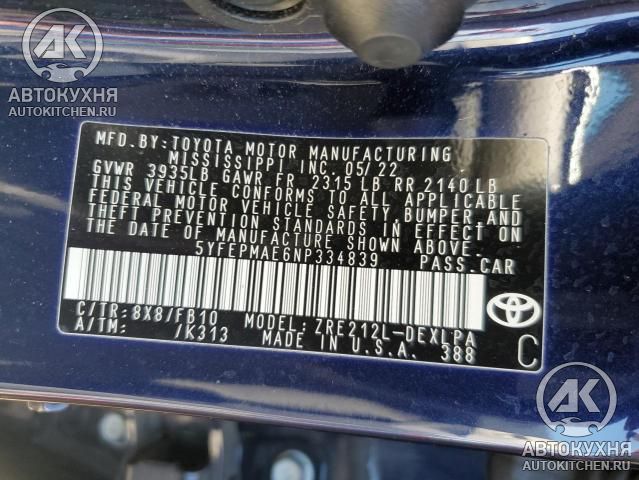 АК
АВТОКУХНЯ
AUTOKITCHEN.RU
MFD. BY: TOYOTA MOTOR MANUFACTURING
MISSISSIPPI INC. 05/22
GVWR 3935LB GAWR FR 2315 LB RR 2140 LB
THIS VEHICLE CONFORMS TO ALL APPLICABLE
FEDERAL MOTOR VEHICLE SAFETY, BUMPER AND
THEFT PREVENTION STANDARDS IN EFFECT ON
THE DATE OF MANUFACTURE SHOWN ABOVE.
5YFEPMAE6NP334839 PASS.CAR
C/TR: 8X8/FB10 MODEL: ZRE212L-DEXLPA
A/TM: /K313 MADE IN U.S.A. 388
C
АК
АВТОКУХНЯ
AUTOKITCHEN.RU